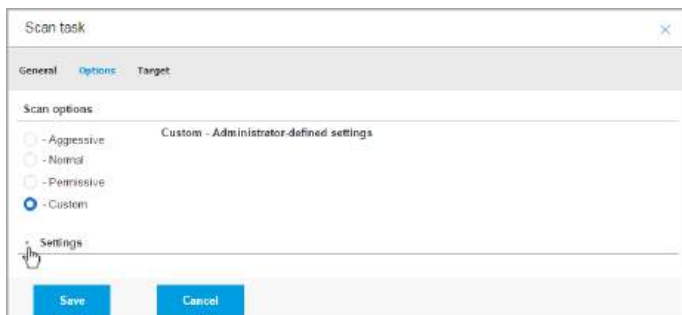 Scan task
General Options Target
Scan options
- Aggressive
Custom - Administrator-defined settings
- Normal
- Permissive
- Custom
Settings
Save Cancel